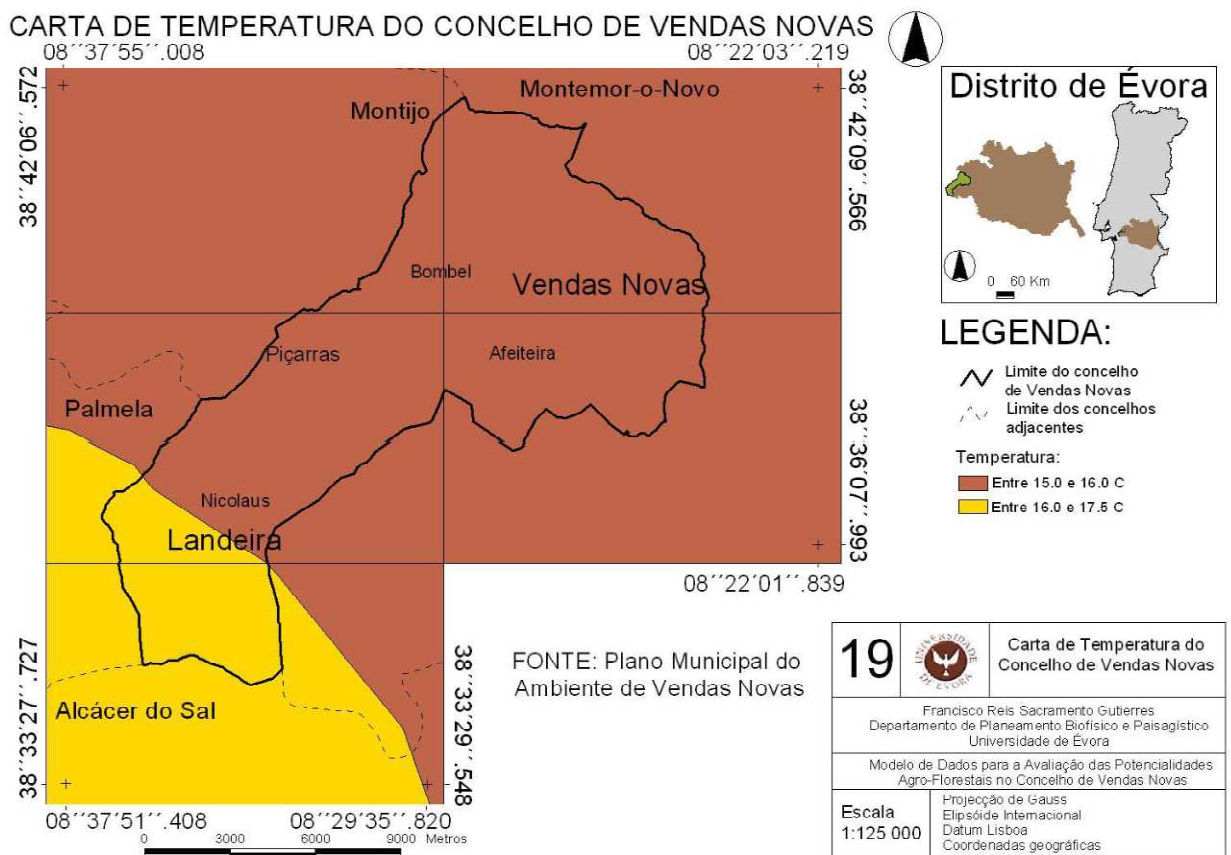 CARTA DE TEMPERATURA DO CONCELHO DE VENDAS NOVAS
08´´37´55´´.008
08´´22´03´´.219
38´´42´06´´.572
38´´42´09´´.566
Montijo
Montemor-o-Novo
Bombel
Vendas Novas
Piçarras
Afeiteira
Palmela
Nicolaus
Landeira
38´´36´07´´.993
08´´22´01´´.839
38´´33´27´´.727
38´´33´29´´.548
Alcácer do Sal
08´´37´51´´.408
08´´29´35´´.820
0 3000 6000 9000 Metros
FONTE: Plano Municipal do
Ambiente de Vendas Novas
Distrito de Évora
0 60 Km
LEGENDA:
Limite do concelho
de Vendas Novas
Limite dos concelhos
adjacentes
Temperatura:
Entre 15.0 e 16.0 C
Entre 16.0 e 17.5 C
19
UNIVERSIDADE
DE EVORA
Carta de Temperatura do
Concelho de Vendas Novas
Francisco Reis Sacramento Gutierres
Departamento de Planeamento Biofísico e Paisagístico
Universidade de Évora
Modelo de Dados para a Avaliação das Potencialidades
Agro-Florestais no Concelho de Vendas Novas
Escala
1:125 000
Projecção de Gauss
Elipsóide Internacional
Datum Lisboa
Coordenadas geográficas